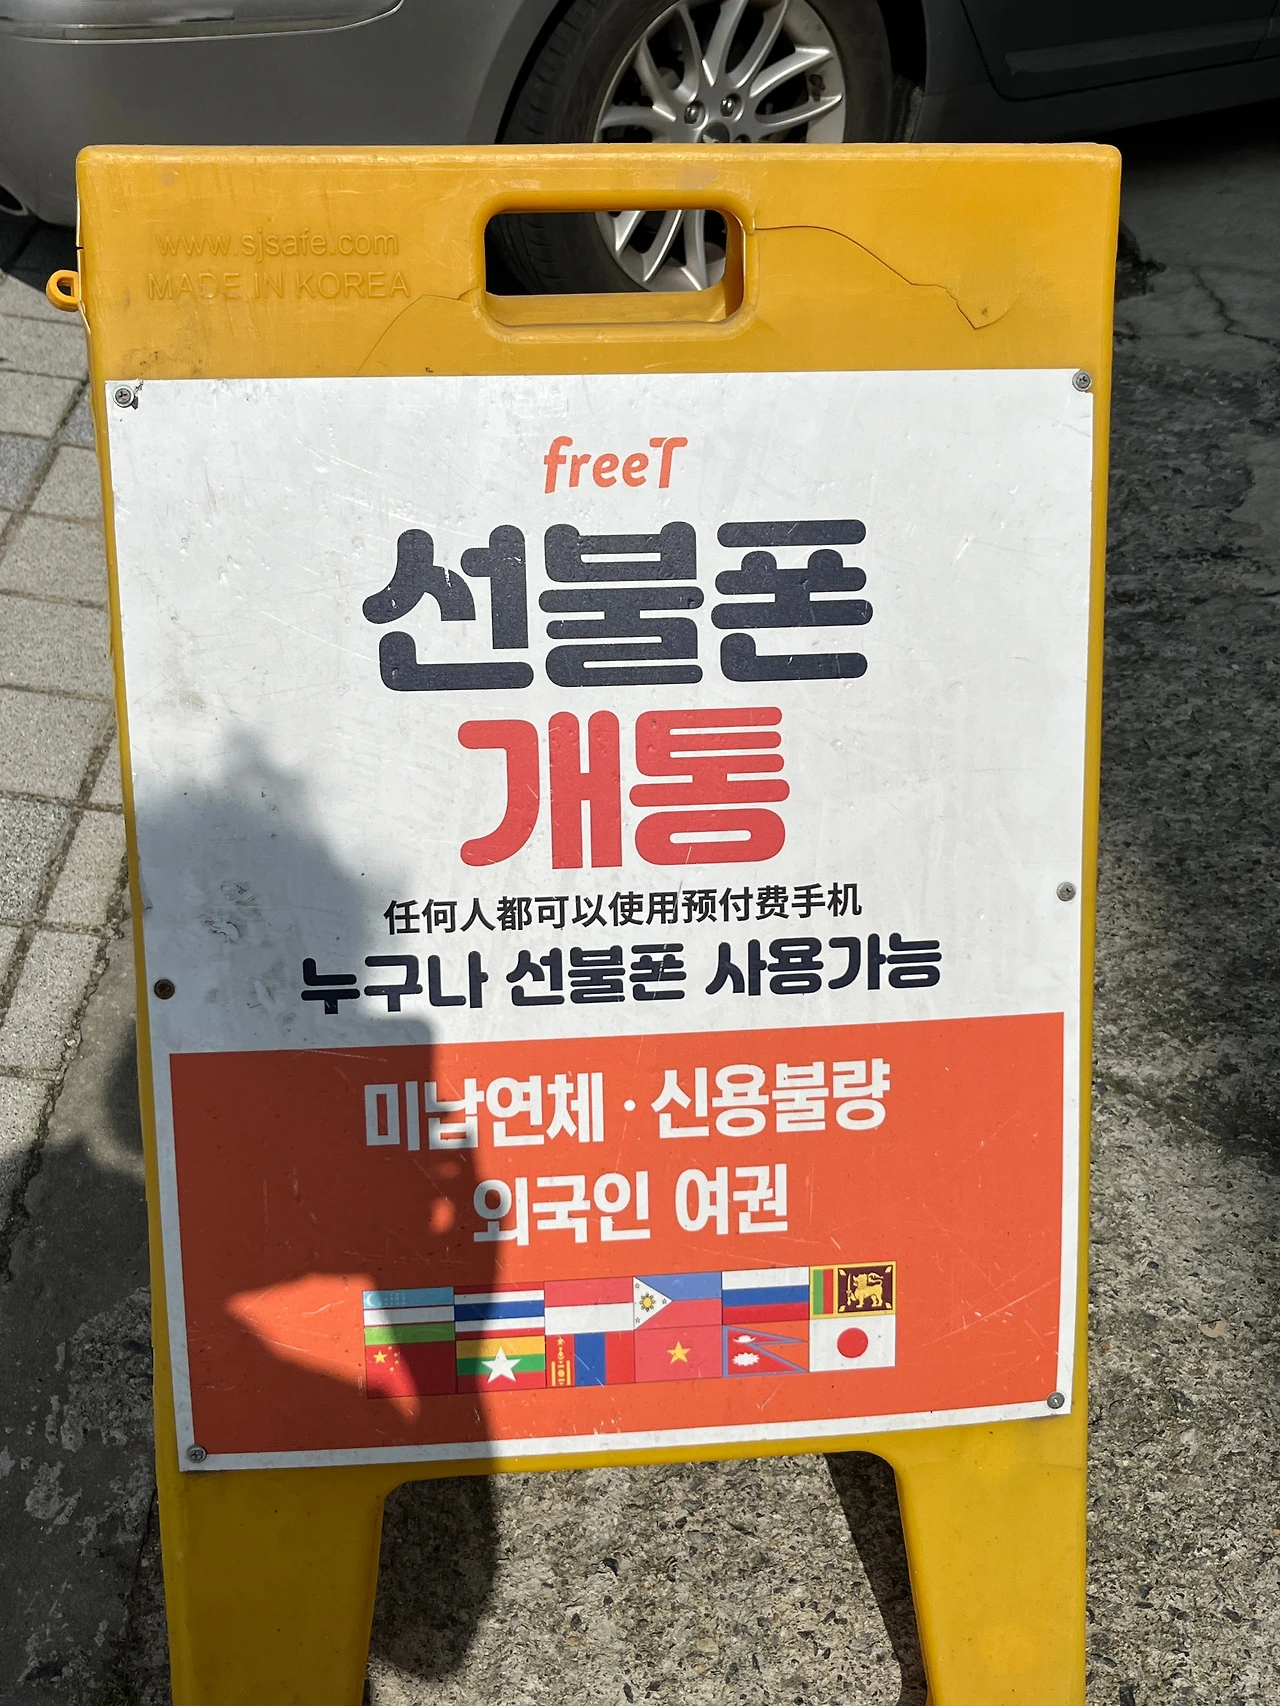 www.sjsafe.com
MADE IN KOREA
freeT
선불폰
개통
任何人都可以使用预付费手机
누구나 선불폰 사용가능
미납연체 · 신용불량
외국인 여권